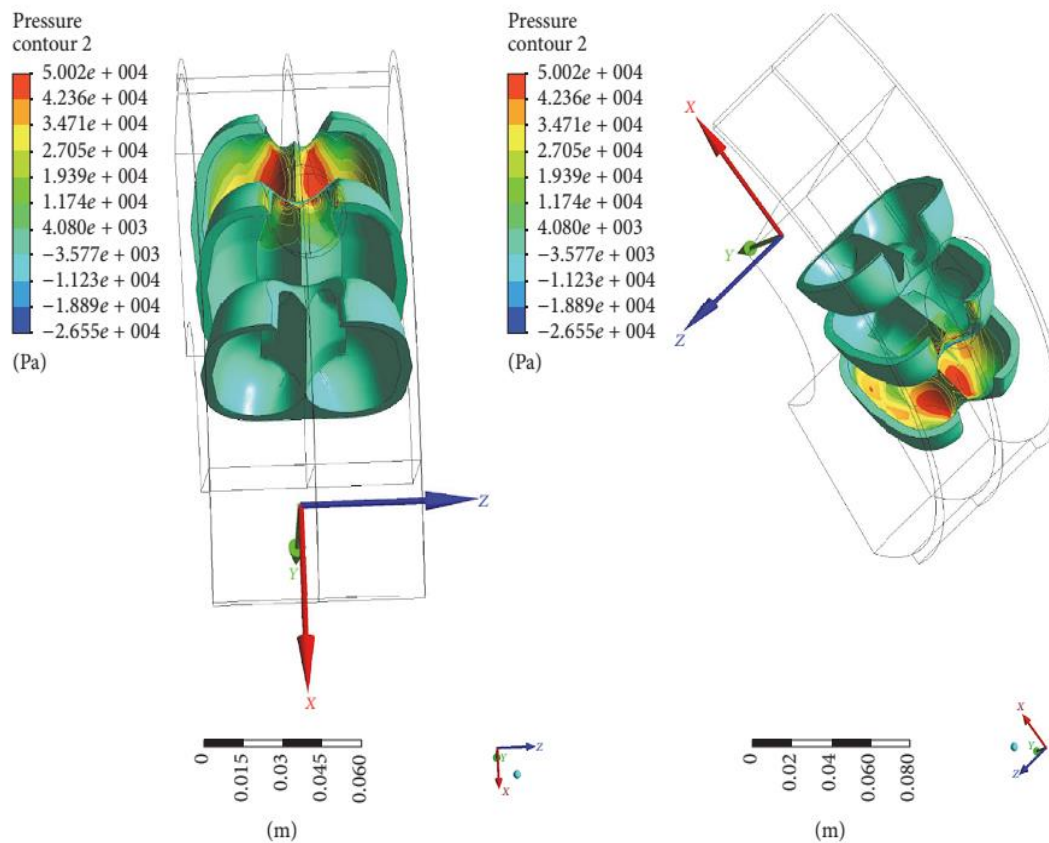 Pressure
contour 2
5.002e + 004
4.236e + 004
3.471e + 004
2.705e + 004
1.939e + 004
1.174e + 004
4.080e + 003
−3.577e + 003
−1.123e + 004
−1.889e + 004
−2.655e + 004
(Pa)
Z
Y
X
0
0.015
0.03
0.045
0.060
(m)
Z
Y
X
Pressure
contour 2
5.002e + 004
4.236e + 004
3.471e + 004
2.705e + 004
1.939e + 004
1.174e + 004
4.080e + 003
−3.577e + 003
−1.123e + 004
−1.889e + 004
−2.655e + 004
(Pa)
X
Y
Z
0
0.02
0.04
0.060
0.080
(m)
X
Y
Z